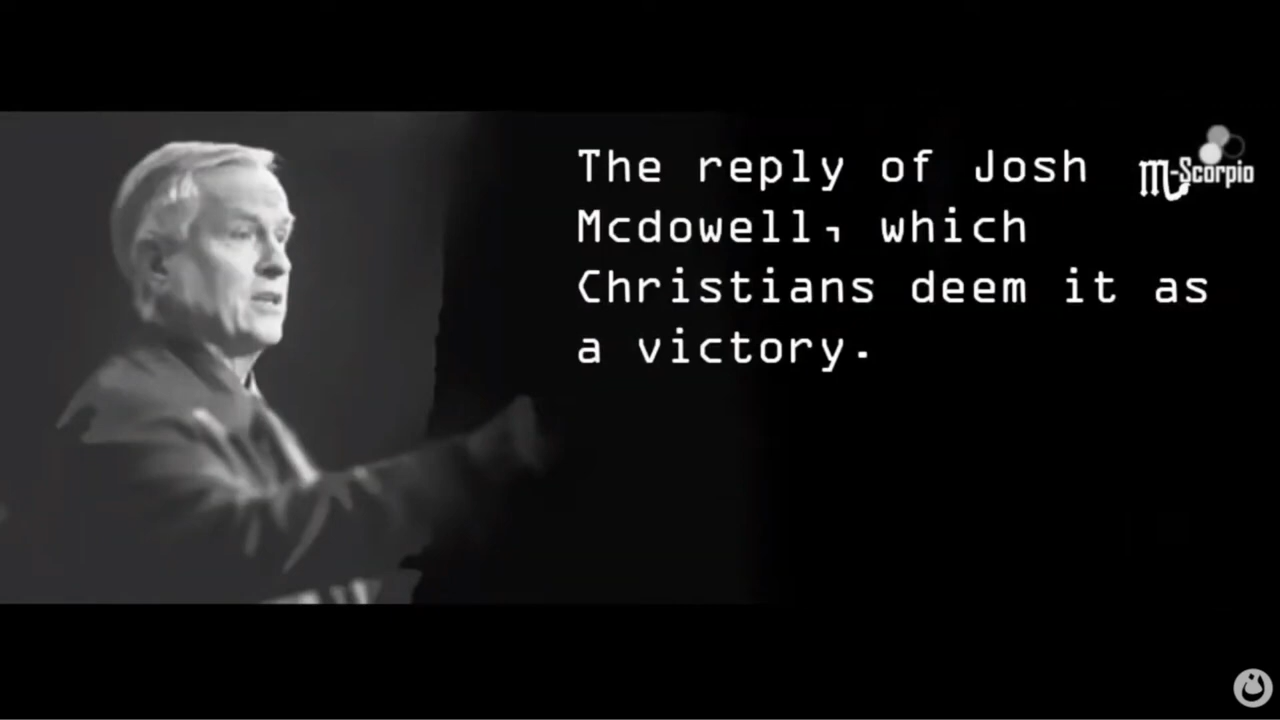 The reply of Josh
Mcdowell, which
Christians deem it as
a victory.
m-Scorpio
ن